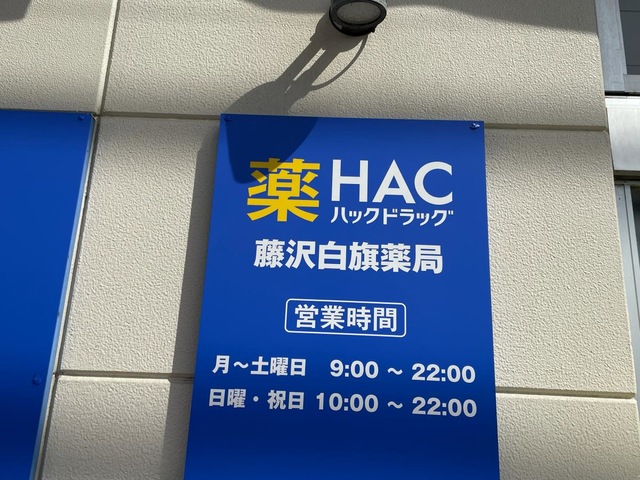 薬 HAC
ハックドラッグ
藤沢白旗薬局
営業時間
月～土曜日 9:00 ～ 22:00
日曜・祝日 10:00 ～ 22:00